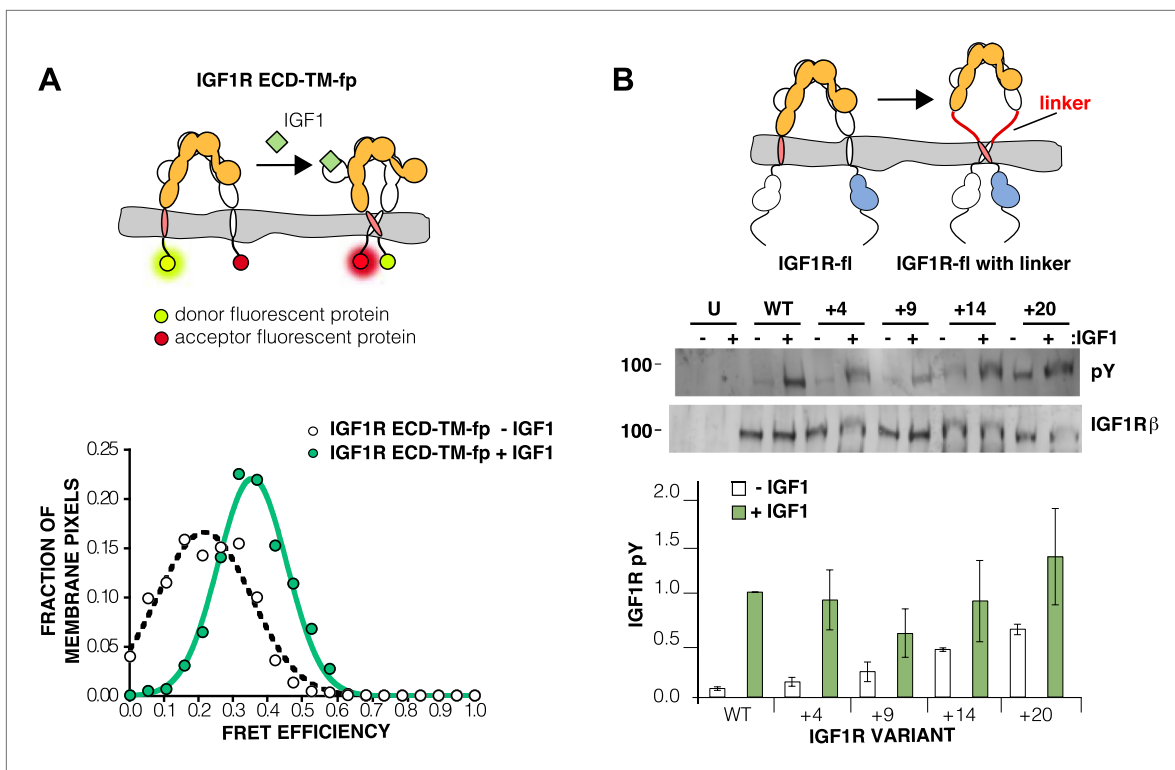 A
IGF1R ECD-TM-fp
IGF1
donor fluorescent protein
acceptor fluorescent protein
IGF1R ECD-TM-fp - IGF1
IGF1R ECD-TM-fp + IGF1
FRACTION OF
MEMBRANE PIXELS
0.25
0.20
0.15
0.10
0.05
0.00
0.0 0.1 0.2 0.3 0.4 0.5 0.6 0.7 0.8 0.9 1.0
FRET EFFICIENCY
B
linker
IGF1R-fl
IGF1R-fl with linker
U WT +4 +9 +14 +20
- + - + - + - + - + - + :IGF1
100 - pY
100 - IGF1Rβ
- IGF1
+ IGF1
IGF1R pY
2.0
1.0
0.5
1.0
0.5
0.0
WT +4 +9 +14 +20
IGF1R VARIANT